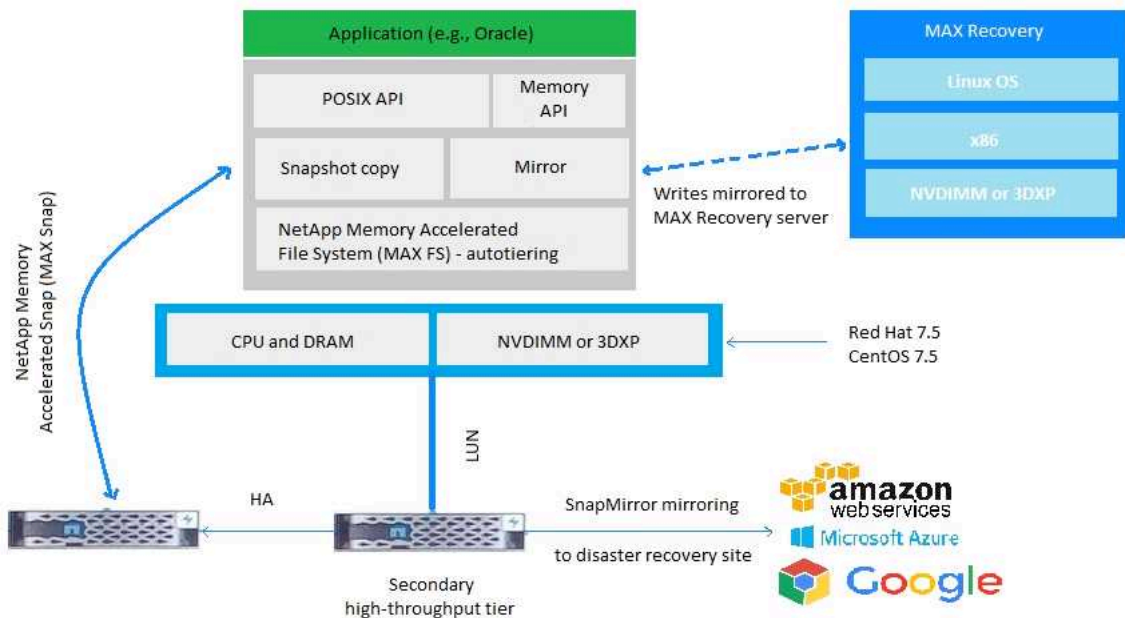 Application (e.g., Oracle)
POSIX API
Memory
API
Snapshot copy
Mirror
NetApp Memory Accelerated
File System (MAX FS) - autotiering
MAX Recovery
Linux OS
x86
NVDIMM or 3DXP
Writes mirrored to
MAX Recovery server
CPU and DRAM
NVDIMM or 3DXP
Red Hat 7.5
CentOS 7.5
NetApp Memory
Accelerated Snap (MAX Snap)
LUN
HA
SnapMirror mirroring
to disaster recovery site
Secondary
high-throughput tier
amazon
webservices
Microsoft Azure
Google